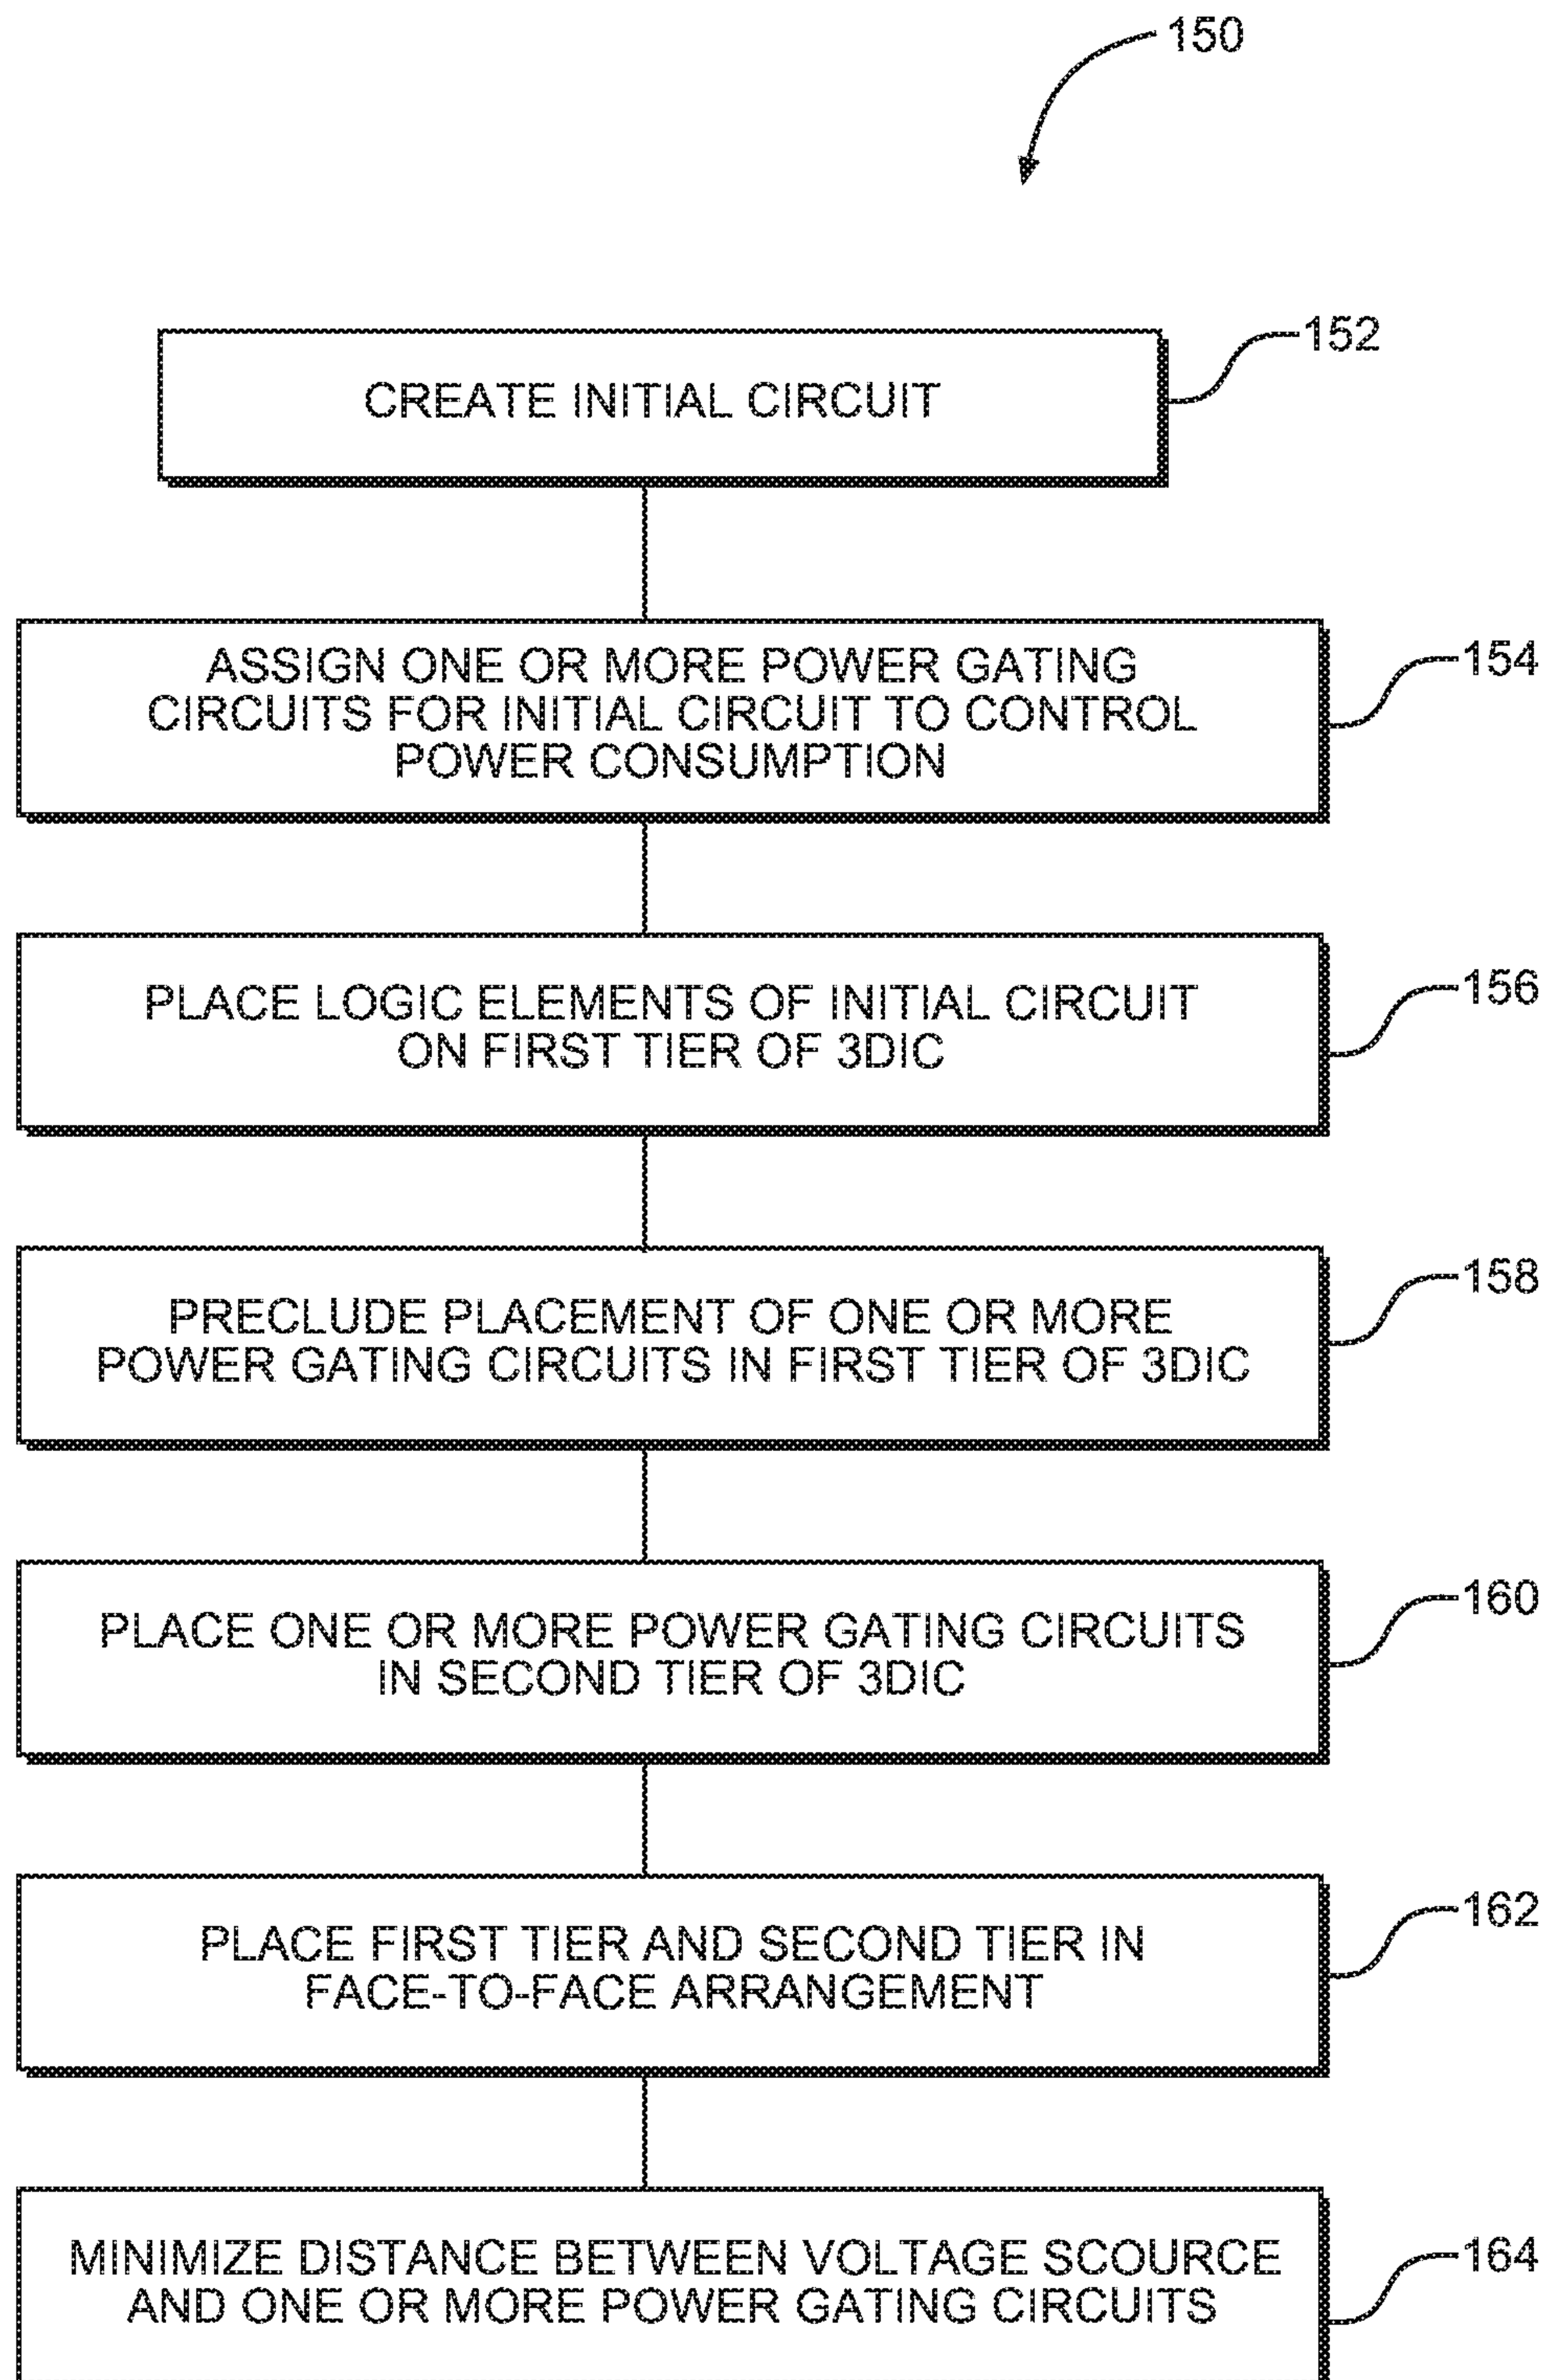 150
CREATE INITIAL CIRCUIT
152
ASSIGN ONE OR MORE POWER GATING
CIRCUITS FOR INITIAL CIRCUIT TO CONTROL
POWER CONSUMPTION
154
PLACE LOGIC ELEMENTS OF INITIAL CIRCUIT
ON FIRST TIER OF 3DIC
156
PRECLUDE PLACEMENT OF ONE OR MORE
POWER GATING CIRCUITS IN FIRST TIER OF 3DIC
158
PLACE ONE OR MORE POWER GATING CIRCUITS
IN SECOND TIER OF 3DIC
160
PLACE FIRST TIER AND SECOND TIER IN
FACE-TO-FACE ARRANGEMENT
162
MINIMIZE DISTANCE BETWEEN VOLTAGE SCOURCE
AND ONE OR MORE POWER GATING CIRCUITS
164